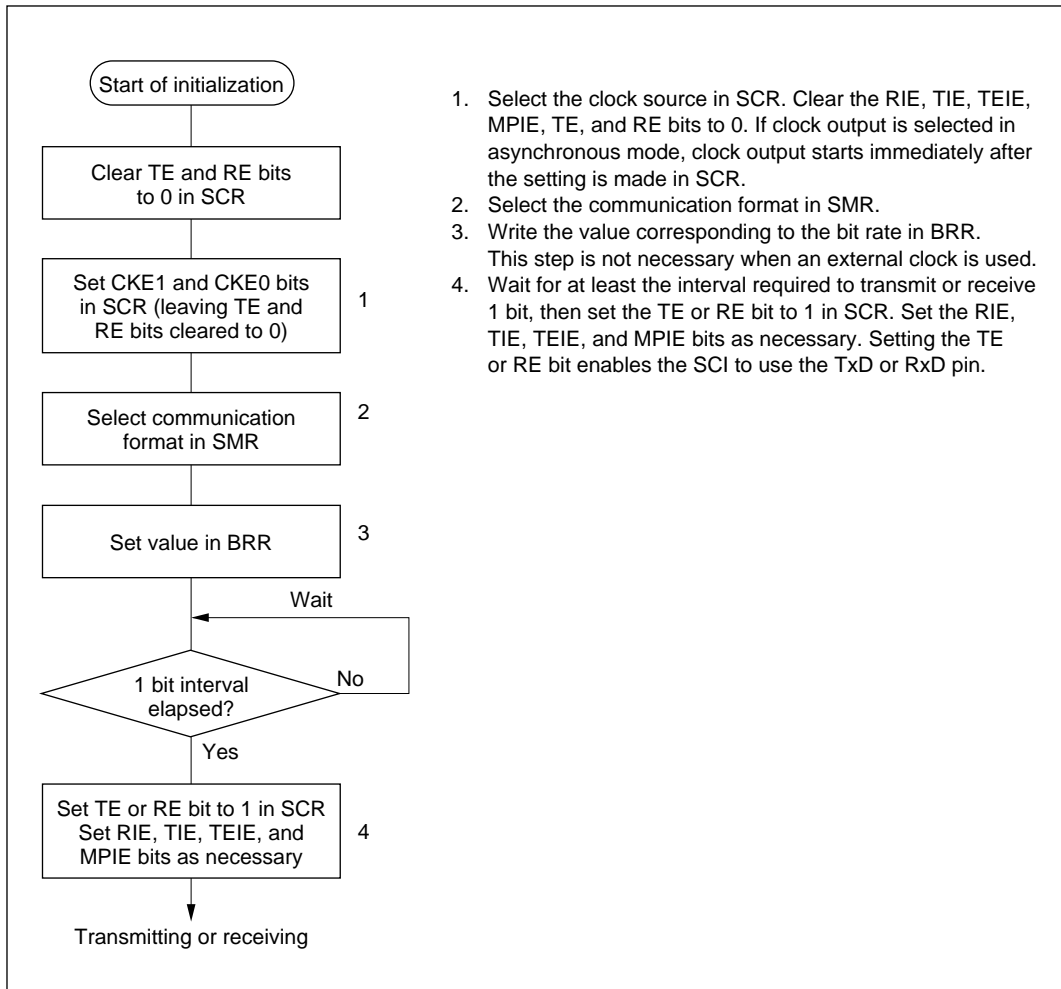 Start of initialization
Clear TE and RE bits
to 0 in SCR
Set CKE1 and CKE0 bits
in SCR (leaving TE and
RE bits cleared to 0)
1
Select communication
format in SMR
2
Set value in BRR
3
Wait
1 bit interval
elapsed?
No
Yes
Set TE or RE bit to 1 in SCR
Set RIE, TIE, TEIE, and
MPIE bits as necessary
4
Transmitting or receiving
1. Select the clock source in SCR. Clear the RIE, TIE, TEIE,
MPIE, TE, and RE bits to 0. If clock output is selected in
asynchronous mode, clock output starts immediately after
the setting is made in SCR.
2. Select the communication format in SMR.
3. Write the value corresponding to the bit rate in BRR.
This step is not necessary when an external clock is used.
4. Wait for at least the interval required to transmit or receive
1 bit, then set the TE or RE bit to 1 in SCR. Set the RIE,
TIE, TEIE, and MPIE bits as necessary. Setting the TE
or RE bit enables the SCI to use the TxD or RxD pin.